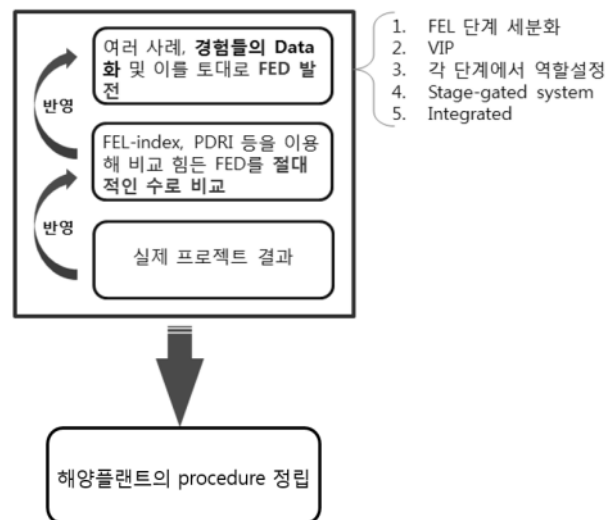 여러 사례, 경험들의 Data
화 및 이를 토대로 FED 발
전
1. FEL 단계 세분화
2. VIP
3. 각 단계에서 역할설정
4. Stage-gated system
5. Integrated
반영
FEL-index, PDRI 등을 이용
해 비교 힘든 FED를 절대
적인 수로 비교
반영
실제 프로젝트 결과
해양플랜트의 procedure 정립